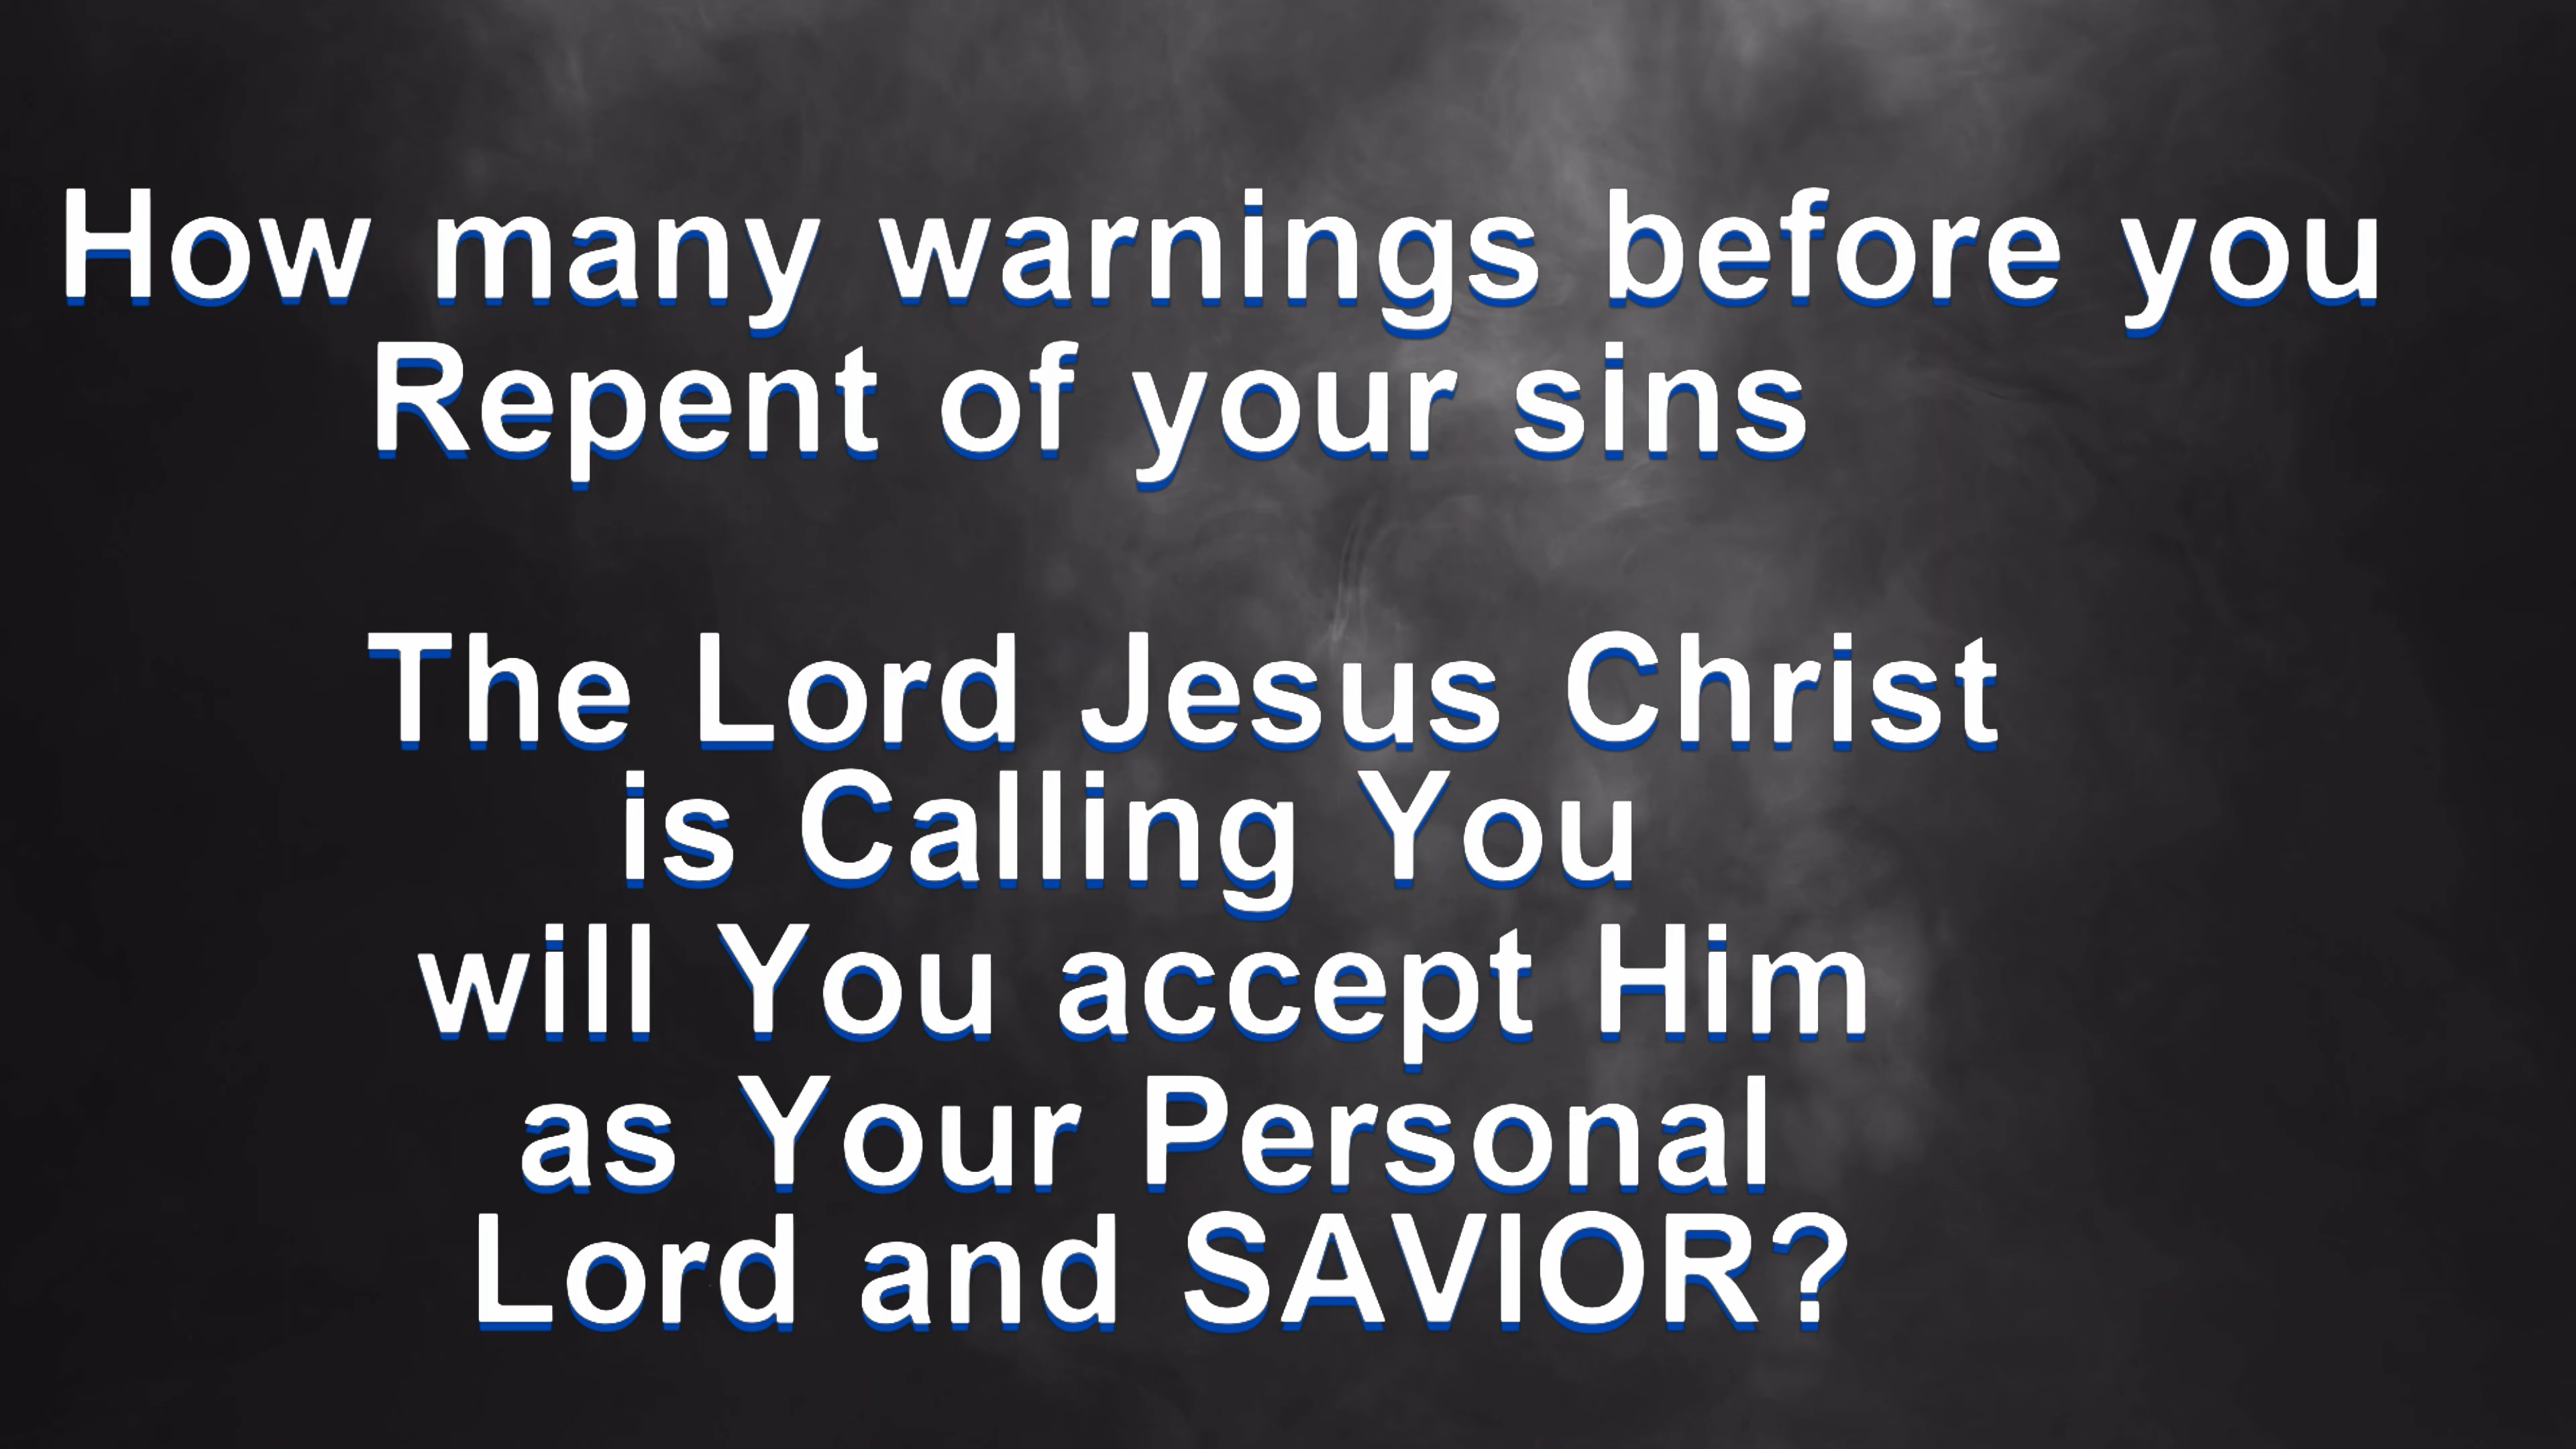 How many warnings before you
Repent of your sins
The Lord Jesus Christ
is Calling You
will You accept Him
as Your Personal
Lord and SAVIOR?